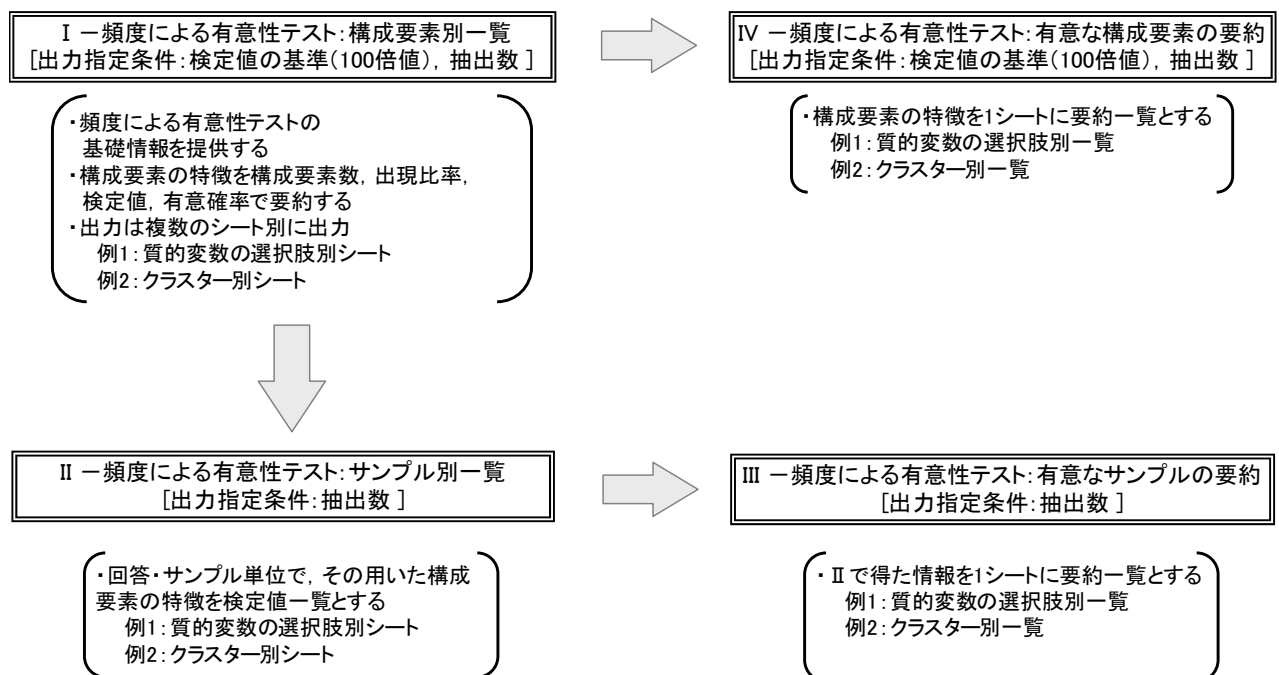 Ⅰ －頻度による有意性テスト：構成要素別一覧
[出力指定条件：検定値の基準(100倍値)，抽出数 ]
・頻度による有意性テストの
基礎情報を提供する
・構成要素の特徴を構成要素数，出現比率，
検定値，有意確率で要約する
・出力は複数のシート別に出力
例1：質的変数の選択肢別シート
例2：クラスター別シート
Ⅳ －頻度による有意性テスト：有意な構成要素の要約
[出力指定条件：検定値の基準(100倍値)，抽出数 ]
・構成要素の特徴を1シートに要約一覧とする
例1：質的変数の選択肢別一覧
例2：クラスター別一覧
Ⅱ －頻度による有意性テスト：サンプル別一覧
[出力指定条件：抽出数 ]
・回答・サンプル単位で，その用いた構成
要素の特徴を検定値一覧とする
例1：質的変数の選択肢別シート
例2：クラスター別シート
Ⅲ －頻度による有意性テスト：有意なサンプルの要約
[出力指定条件：抽出数 ]
・Ⅱで得た情報を1シートに要約一覧とする
例1：質的変数の選択肢別一覧
例2：クラスター別一覧